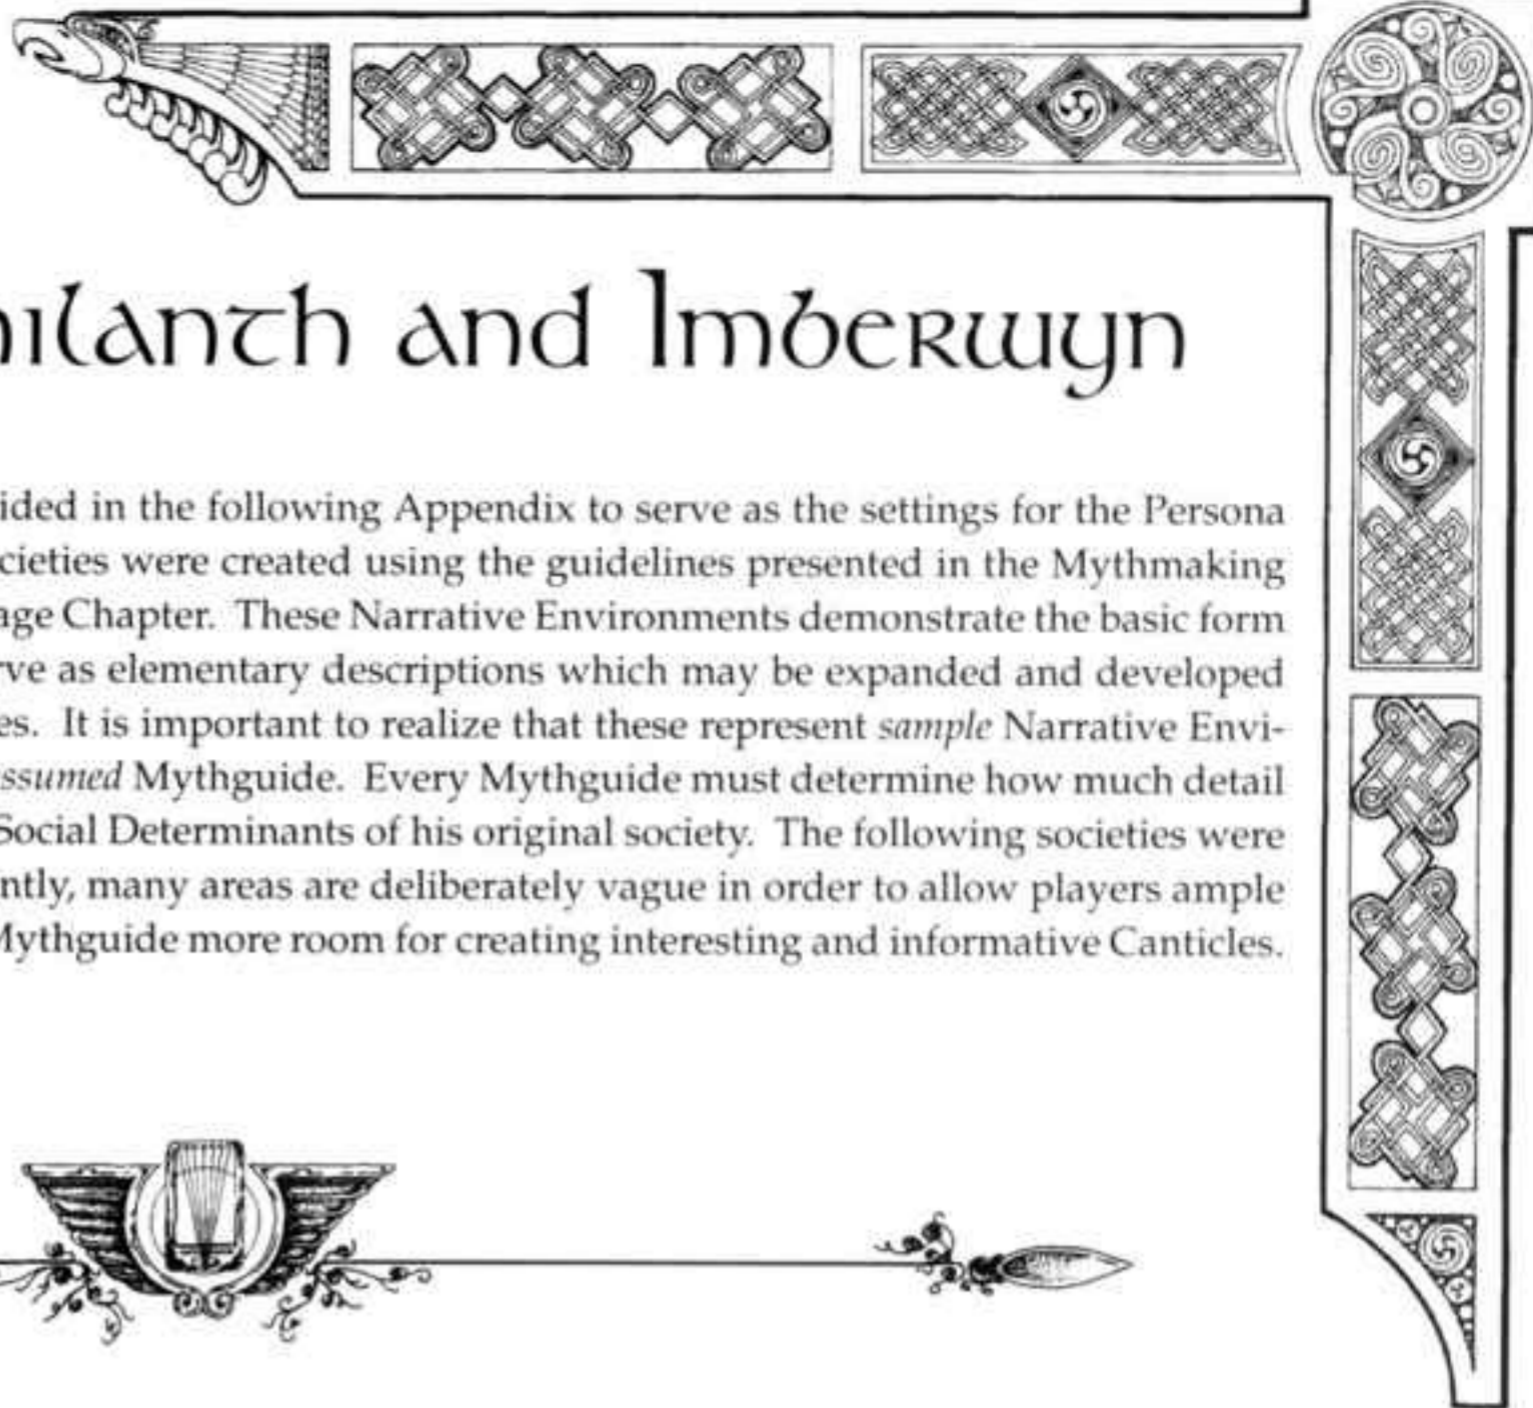 nilanth and Imberwyn
ided in the following Appendix to serve as the settings for the Persona
cieties were created using the guidelines presented in the Mythmaking
age Chapter. These Narrative Environments demonstrate the basic form
rve as elementary descriptions which may be expanded and developed
es. It is important to realize that these represent sample Narrative Envi-
ssumed Mythguide. Every Mythguide must determine how much detail
Social Determinants of his original society. The following societies were
ntly, many areas are deliberately vague in order to allow players ample
Mythguide more room for creating interesting and informative Canticles.